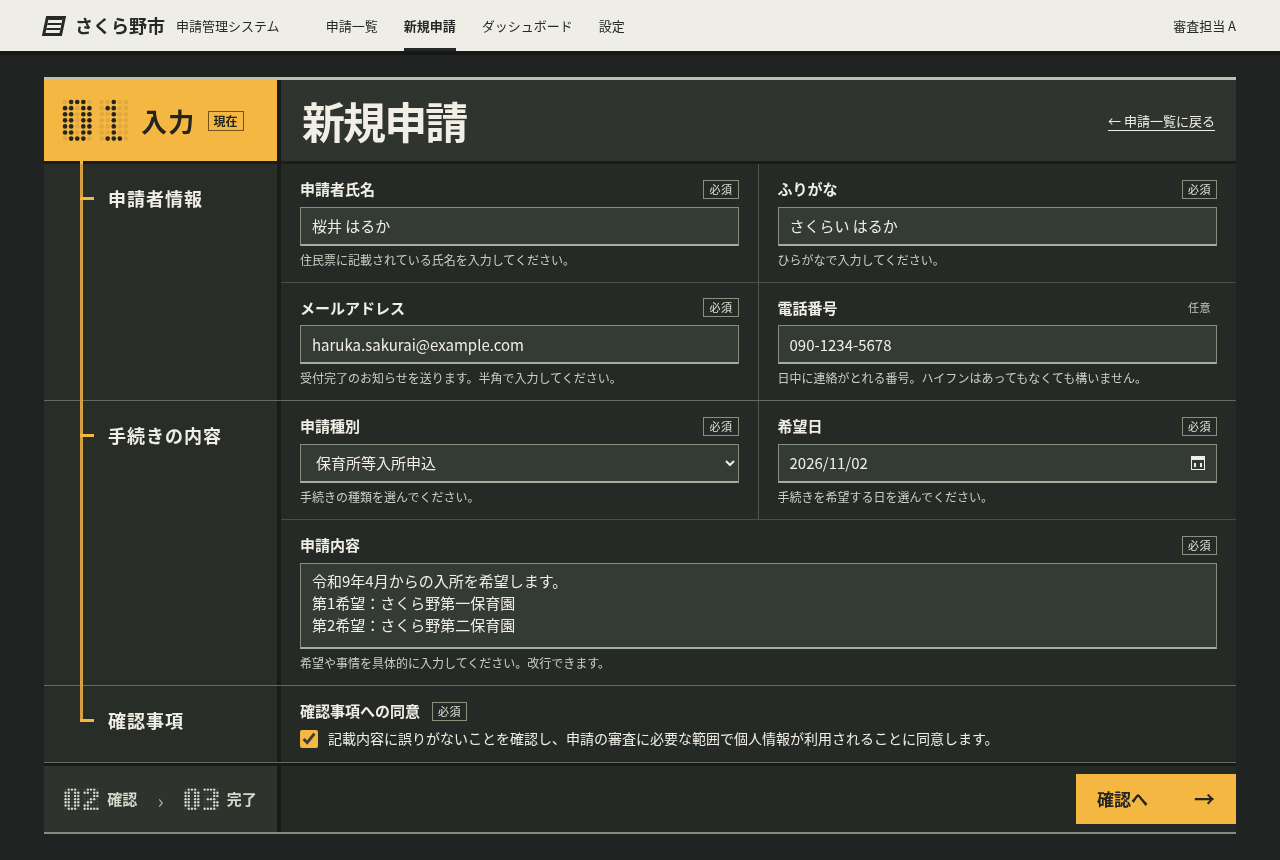 さくら野市 申請管理システム 申請一覧 新規申請 ダッシュボード 設定 審査担当 A
01 入力 現在
新規申請
← 申請一覧に戻る
申請者情報
申請者氏名 必須
桜井 はるか
住民票に記載されている氏名を入力してください。
ふりがな 必須
さくらい はるか
ひらがなで入力してください。
メールアドレス 必須
haruka.sakurai@example.com
受付完了のお知らせを送ります。半角で入力してください。
電話番号 任意
090-1234-5678
日中に連絡がとれる番号。ハイフンはあってもなくても構いません。
手続きの内容
申請種別 必須
保育所等入所申込
手続きの種類を選んでください。
希望日 必須
2026/11/02
手続きを希望する日を選んでください。
申請内容 必須
令和9年4月からの入所を希望します。
第1希望：さくら野第一保育園
第2希望：さくら野第二保育園
希望や事情を具体的に入力してください。改行できます。
確認事項
確認事項への同意 必須
記載内容に誤りがないことを確認し、申請の審査に必要な範囲で個人情報が利用されることに同意します。
02 確認 › 03 完了
確認へ →